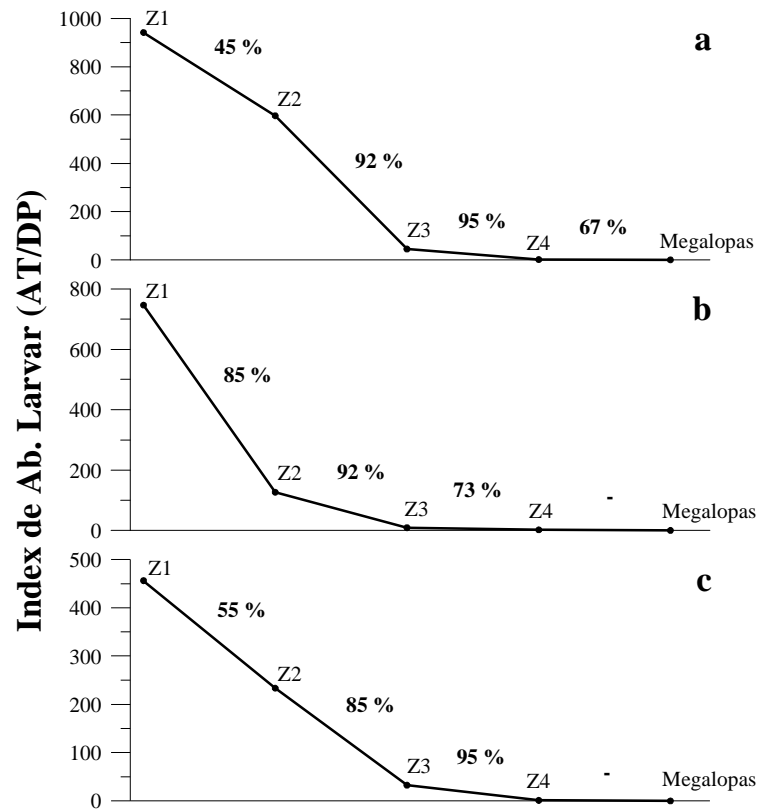 Index de Ab. Larvar (AT/DP)
a
1000
800
600
400
200
0
Z1
45 %
Z2
92 %
Z3
95 %
Z4
67 %
Megalopas
b
800
600
400
200
0
Z1
85 %
Z2
92 %
Z3
73 %
Z4
-
Megalopas
c
500
400
300
200
100
0
Z1
55 %
Z2
85 %
Z3
95 %
Z4
-
Megalopas